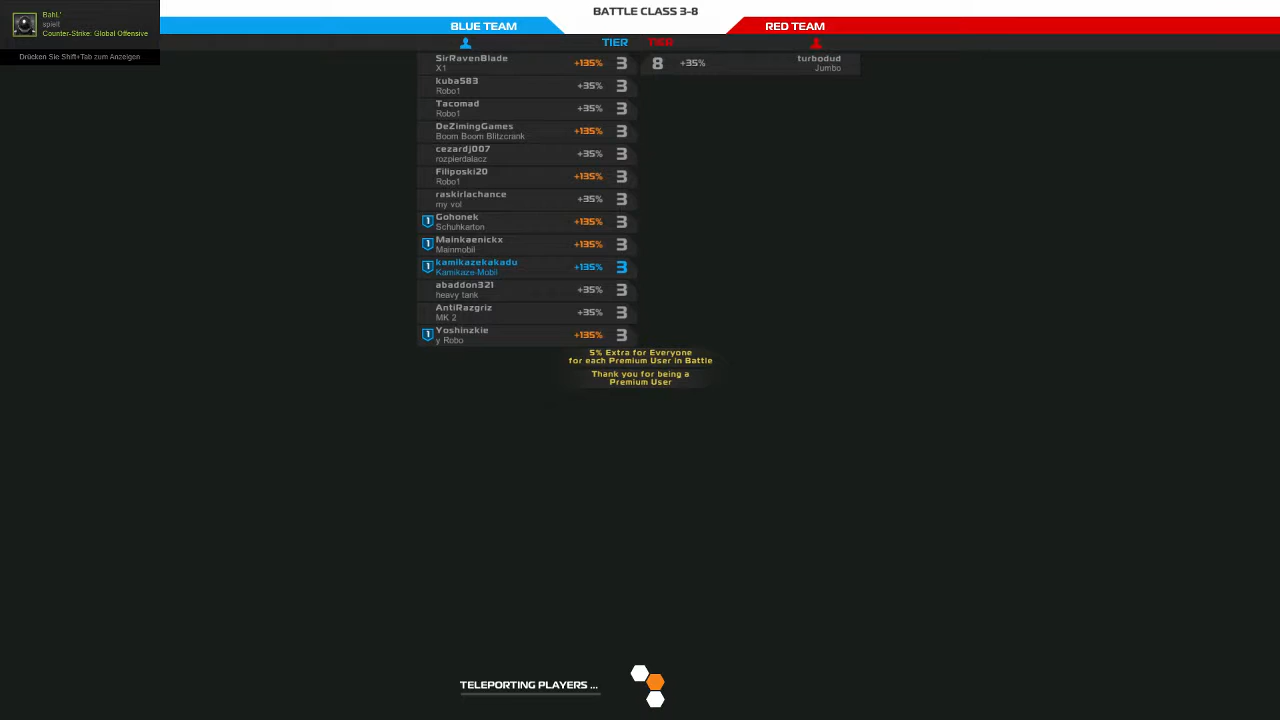 BATTLE CLASS 3-8
BahL'
spielt
Counter-Strike: Global Offensive
Drücken Sie Shift+Tab zum Anzeigen
BLUE TEAM
RED TEAM
TIER
TIER
SirRavenBlade +135% 3
X1
8 +35% turbodud
Jumbo
kuba583 +35% 3
Robo1
Tacomad +35% 3
Robo1
DeZimingGames +135% 3
Boom Boom Blitzcrank
cezardj007 +35% 3
rozpierdalacz
Filiposki20 +135% 3
Robo1
raskirlachance +35% 3
my vol
1 Gohonek +135% 3
Schuhkarton
1 Mainkaenickx +135% 3
Mainmobil
1 kamikazekakadu +135% 3
Kamikaze-Mobil
abaddon321 +35% 3
heavy tank
AntiRazgriz +35% 3
MK 2
1 Yoshinzkie +135% 3
y Robo
5% Extra for Everyone
for each Premium User in Battle
Thank you for being a
Premium User
TELEPORTING PLAYERS ...